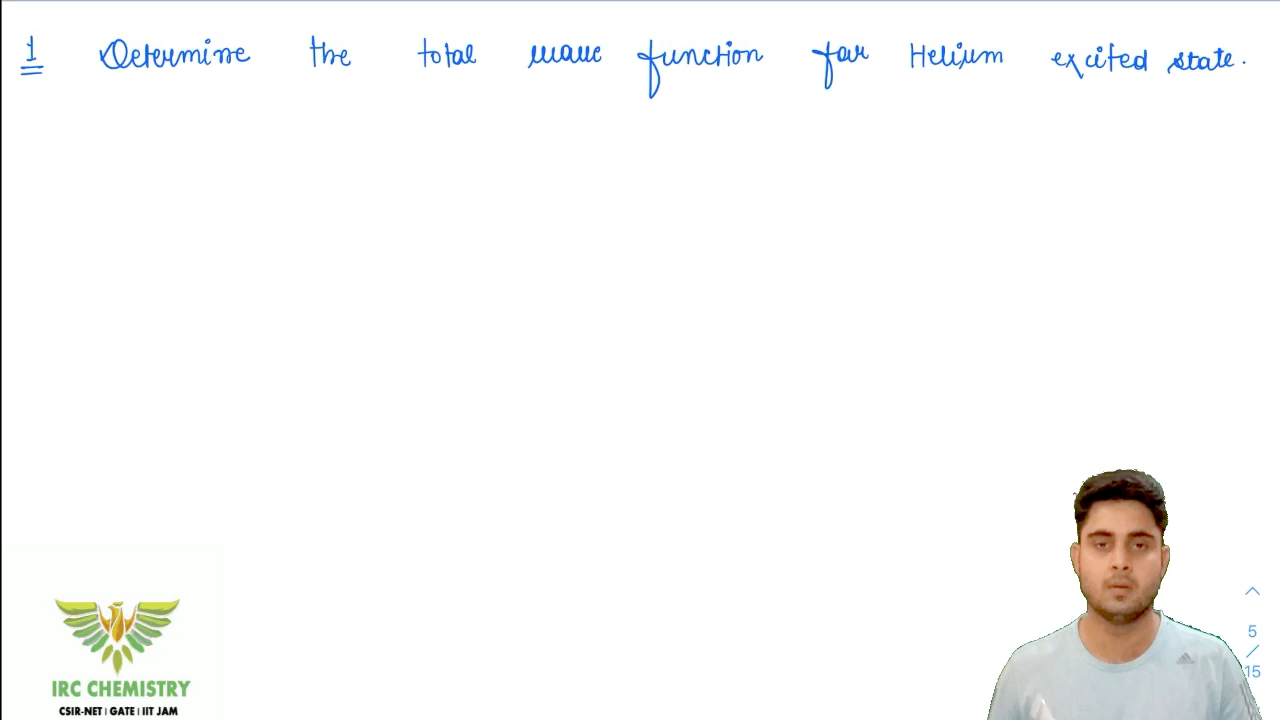 1 Determine the total wave function for Helium excited state.
5
/
15
IRC CHEMISTRY
CSIR-NET | GATE | IIT JAM